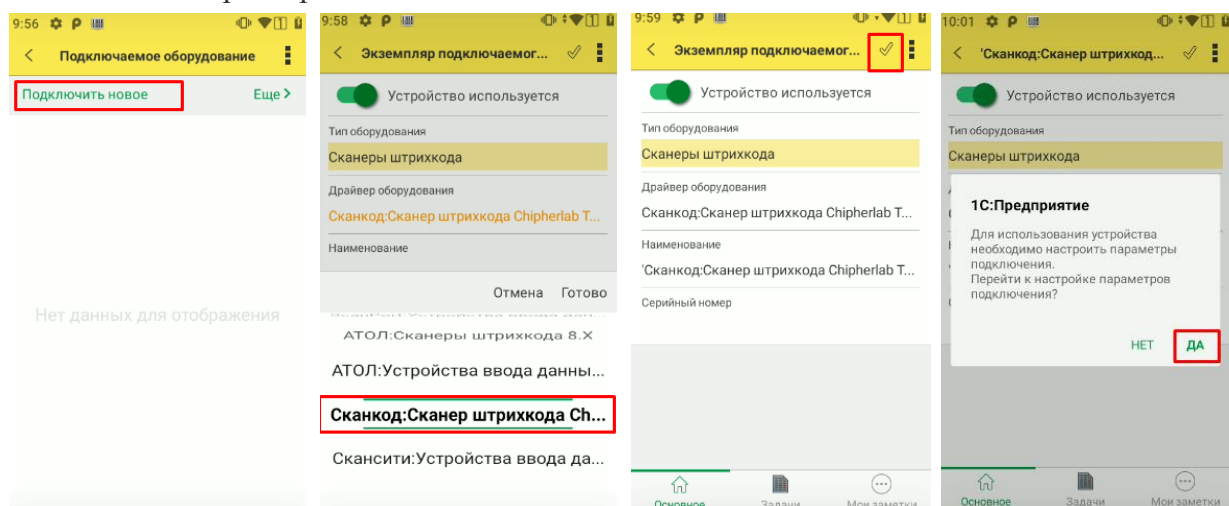 9:56
Подключаемое оборудование
Подключить новое
Еще
Нет данных для отображения
9:58
Экземпляр подключаемог...
Устройство используется
Тип оборудования
Сканеры штрихкода
Драйвер оборудования
Сканкод:Сканер штрихкода Chipherlab T...
Наименование
Отмена Готово
АТОЛ:Сканеры штрихкода 8.X
АТОЛ:Устройства ввода данны...
Сканкод:Сканер штрихкода Ch...
Скансити:Устройства ввода да...
9:59
Экземпляр подключаемог...
Устройство используется
Тип оборудования
Сканеры штрихкода
Драйвер оборудования
Сканкод:Сканер штрихкода Chipherlab T...
Наименование
'Сканкод:Сканер штрихкода Chipherlab T...
Серийный номер
Основное Задачи Мои заметки
10:01
'Сканкод:Сканер штрихкод...
Устройство используется
Тип оборудования
Сканеры штрихкода
1С:Предприятие
Для использования устройства
необходимо настроить параметры
подключения.
Перейти к настройке параметров
подключения?
НЕТ ДА
Основное Задачи Мои заметки